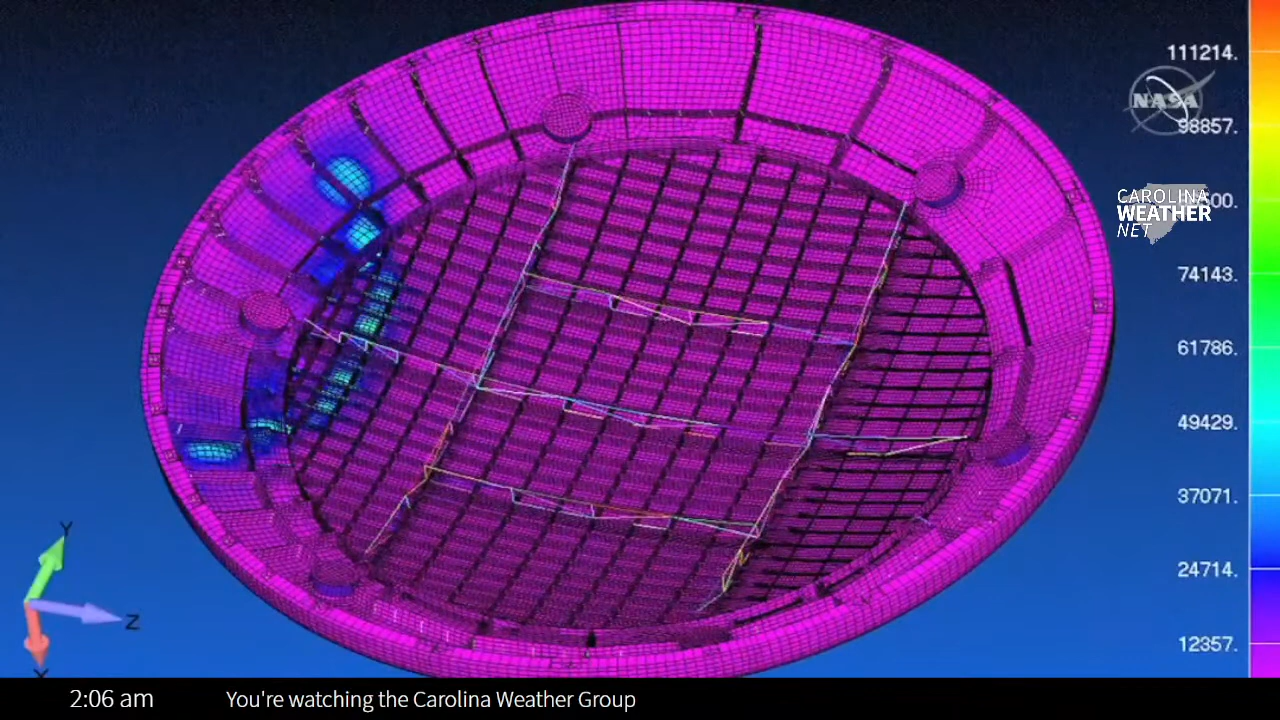 111214.
NASA
98857.
CAROLINA
WEATHER
NET
500.
74143.
61786.
49429.
37071.
24714.
12357.
Y
Z
X
2:06 am
You're watching the Carolina Weather Group